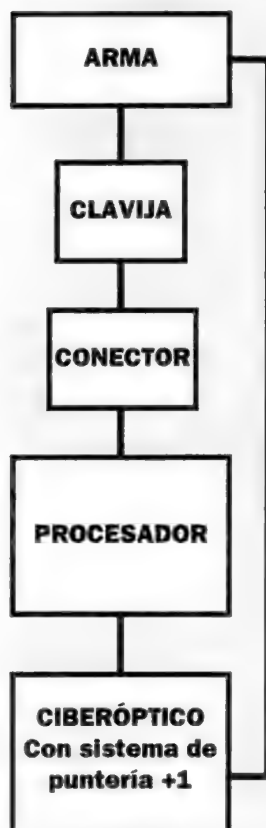 ARMA
CLAVIJA
CONECTOR
PROCESADOR
CIBERÓPTICO
Con sistema de
puntería +1